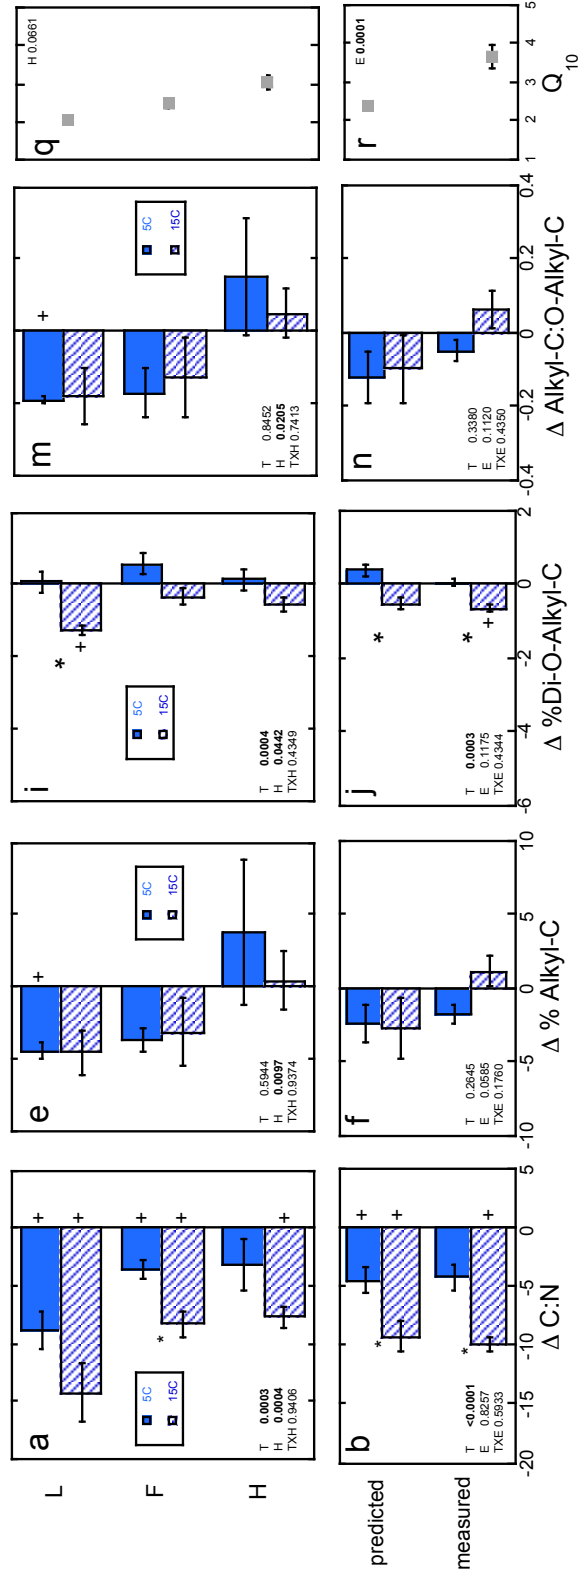 a
5C
15C
T 0.0003
H 0.0004
TXH 0.9406
L
F
H
+
+
+
+
*
+
e
5C
15C
T 0.5944
H 0.0097
TXH 0.9374
+
i
5C
15C
T 0.0004
H 0.0442
TXH 0.4349
*
+
m
5C
15C
T 0.8452
H 0.0205
TXH 0.7413
+
q
H 0.0661
b
T <0.0001
E 0.8257
TXE 0.5933
predicted
measured
+
+
*
+
*
5
0
-5
-10
-15
-20
Δ C:N
f
T 0.2645
E 0.0585
TXE 0.1760
10
5
0
-5
-10
Δ % Alkyl-C
j
T 0.0003
E 0.1175
TXE 0.4344
*
*
+
2
0
-2
-4
-6
Δ %Di-O-Alkyl-C
n
T 0.3380
E 0.1120
TXE 0.4350
0.4
0.2
0
-0.2
-0.4
Δ Alkyl-C:O-Alkyl-C
r
E 0.0001
5
4
3
2
1
Q10